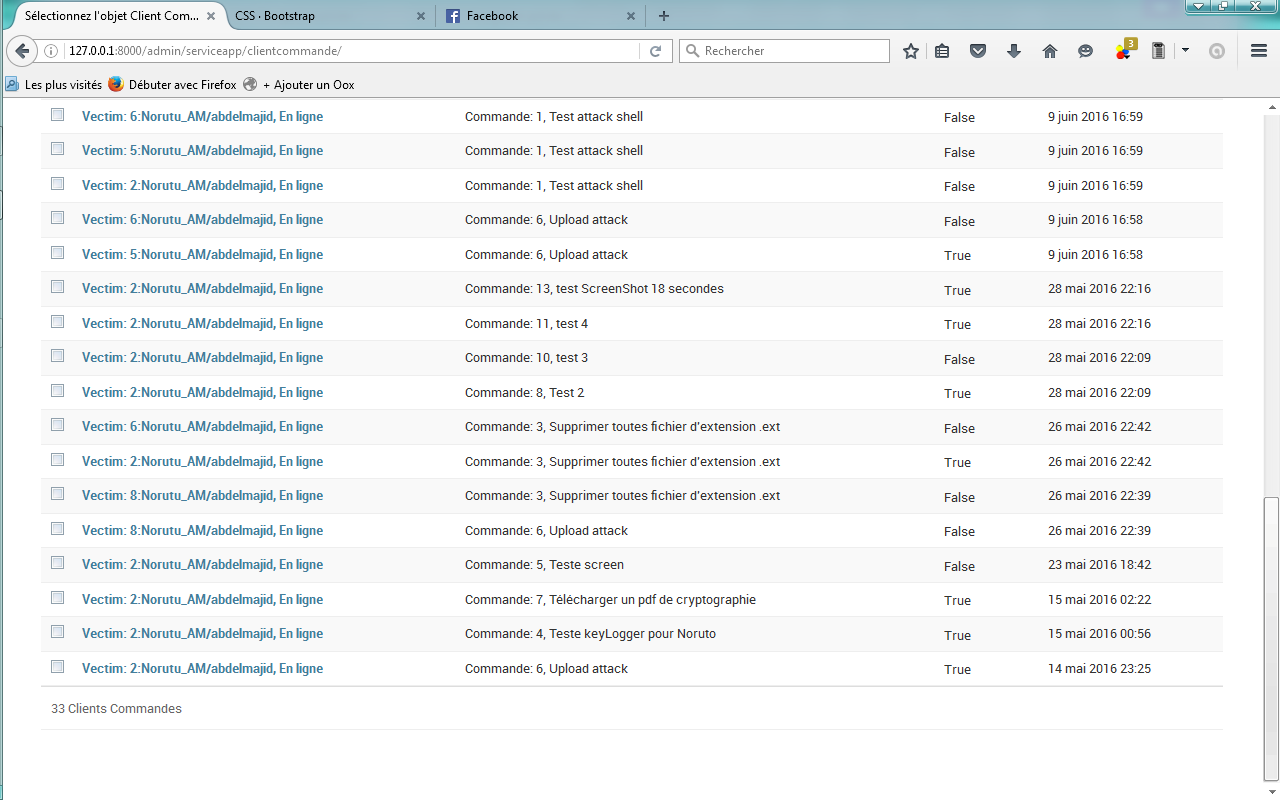 Sélectionnez l'objet Client Com... CSS · Bootstrap Facebook
127.0.0.1:8000/admin/serviceapp/clientcommande/ Rechercher 3
Les plus visités Débuter avec Firefox + Ajouter un Oox
Vectim: 6:Norutu_AM/abdelmajid, En ligne Commande: 1, Test attack shell False 9 juin 2016 16:59
Vectim: 5:Norutu_AM/abdelmajid, En ligne Commande: 1, Test attack shell False 9 juin 2016 16:59
Vectim: 2:Norutu_AM/abdelmajid, En ligne Commande: 1, Test attack shell False 9 juin 2016 16:59
Vectim: 6:Norutu_AM/abdelmajid, En ligne Commande: 6, Upload attack False 9 juin 2016 16:58
Vectim: 5:Norutu_AM/abdelmajid, En ligne Commande: 6, Upload attack True 9 juin 2016 16:58
Vectim: 2:Norutu_AM/abdelmajid, En ligne Commande: 13, test ScreenShot 18 secondes True 28 mai 2016 22:16
Vectim: 2:Norutu_AM/abdelmajid, En ligne Commande: 11, test 4 True 28 mai 2016 22:16
Vectim: 2:Norutu_AM/abdelmajid, En ligne Commande: 10, test 3 False 28 mai 2016 22:09
Vectim: 2:Norutu_AM/abdelmajid, En ligne Commande: 8, Test 2 True 28 mai 2016 22:09
Vectim: 6:Norutu_AM/abdelmajid, En ligne Commande: 3, Supprimer toutes fichier d'extension .ext False 26 mai 2016 22:42
Vectim: 2:Norutu_AM/abdelmajid, En ligne Commande: 3, Supprimer toutes fichier d'extension .ext True 26 mai 2016 22:42
Vectim: 8:Norutu_AM/abdelmajid, En ligne Commande: 3, Supprimer toutes fichier d'extension .ext False 26 mai 2016 22:39
Vectim: 8:Norutu_AM/abdelmajid, En ligne Commande: 6, Upload attack False 26 mai 2016 22:39
Vectim: 2:Norutu_AM/abdelmajid, En ligne Commande: 5, Teste screen False 23 mai 2016 18:42
Vectim: 2:Norutu_AM/abdelmajid, En ligne Commande: 7, Télécharger un pdf de cryptographie True 15 mai 2016 02:22
Vectim: 2:Norutu_AM/abdelmajid, En ligne Commande: 4, Teste keyLogger pour Noruto True 15 mai 2016 00:56
Vectim: 2:Norutu_AM/abdelmajid, En ligne Commande: 6, Upload attack True 14 mai 2016 23:25
33 Clients Commandes